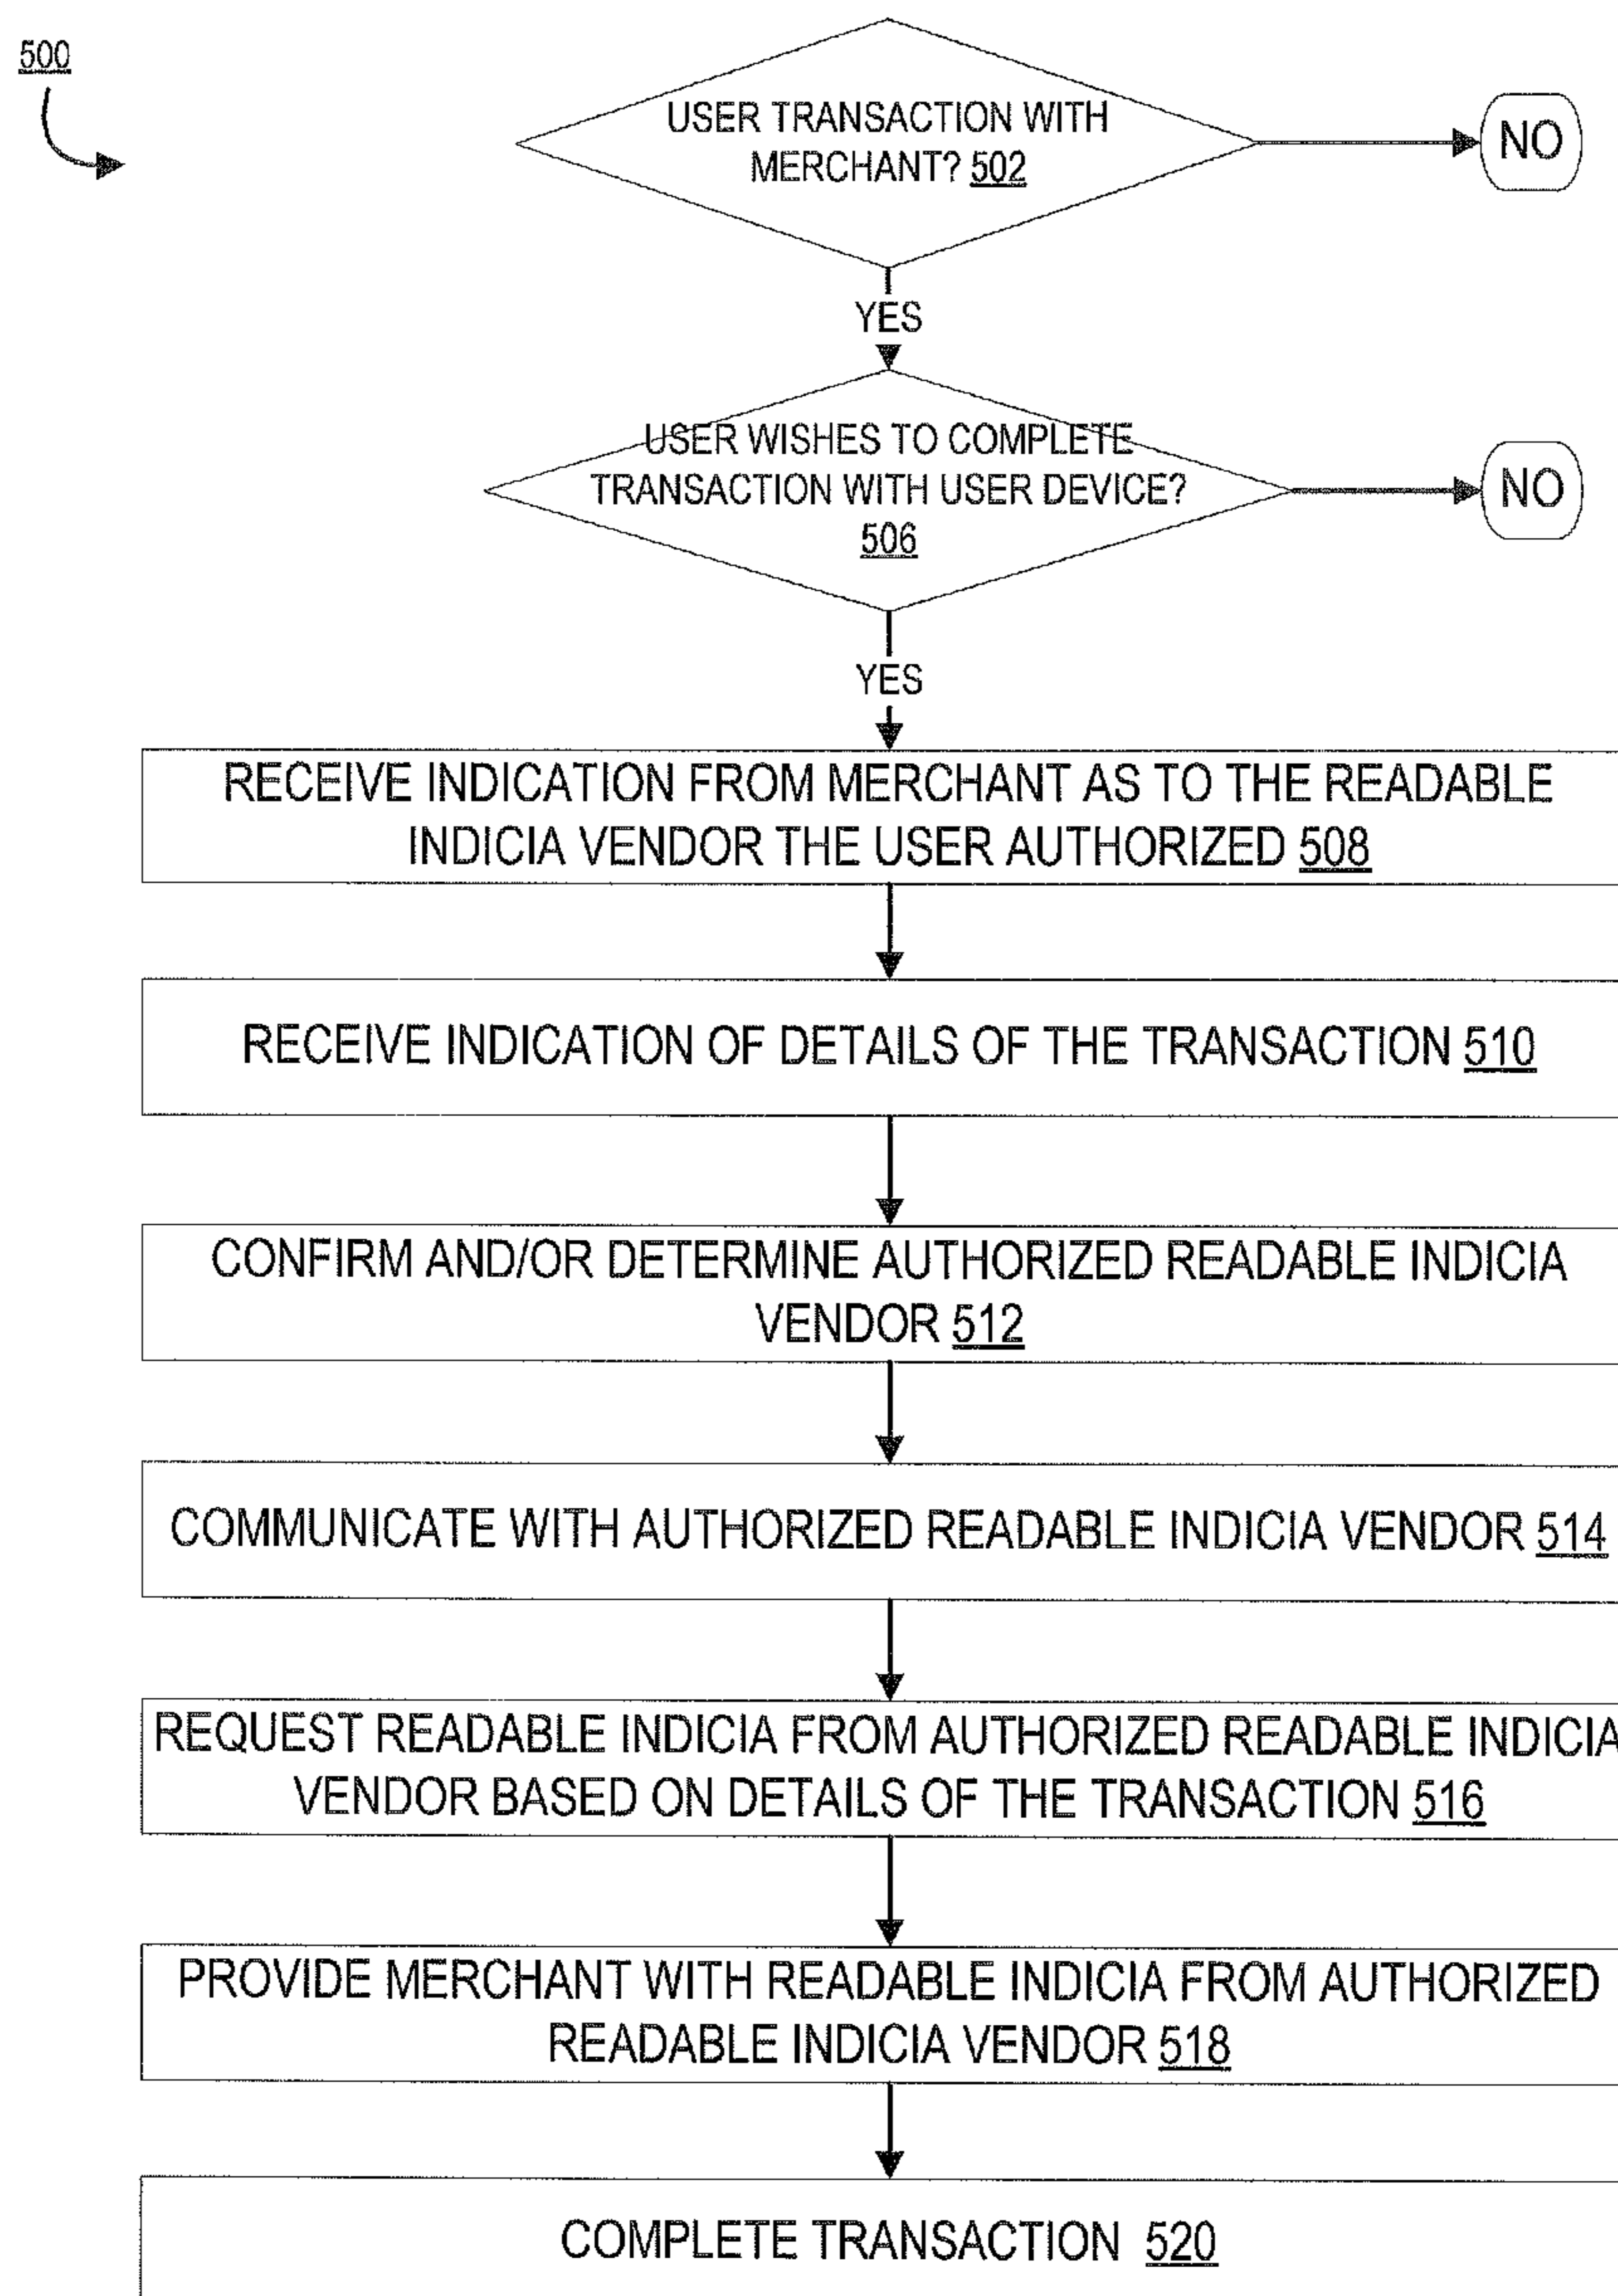 500
USER TRANSACTION WITH
MERCHANT? 502
NO
YES
USER WISHES TO COMPLETE
TRANSACTION WITH USER DEVICE?
506
NO
YES
RECEIVE INDICATION FROM MERCHANT AS TO THE READABLE
INDICIA VENDOR THE USER AUTHORIZED 508
RECEIVE INDICATION OF DETAILS OF THE TRANSACTION 510
CONFIRM AND/OR DETERMINE AUTHORIZED READABLE INDICIA
VENDOR 512
COMMUNICATE WITH AUTHORIZED READABLE INDICIA VENDOR 514
REQUEST READABLE INDICIA FROM AUTHORIZED READABLE INDICIA
VENDOR BASED ON DETAILS OF THE TRANSACTION 516
PROVIDE MERCHANT WITH READABLE INDICIA FROM AUTHORIZED
READABLE INDICIA VENDOR 518
COMPLETE TRANSACTION 520